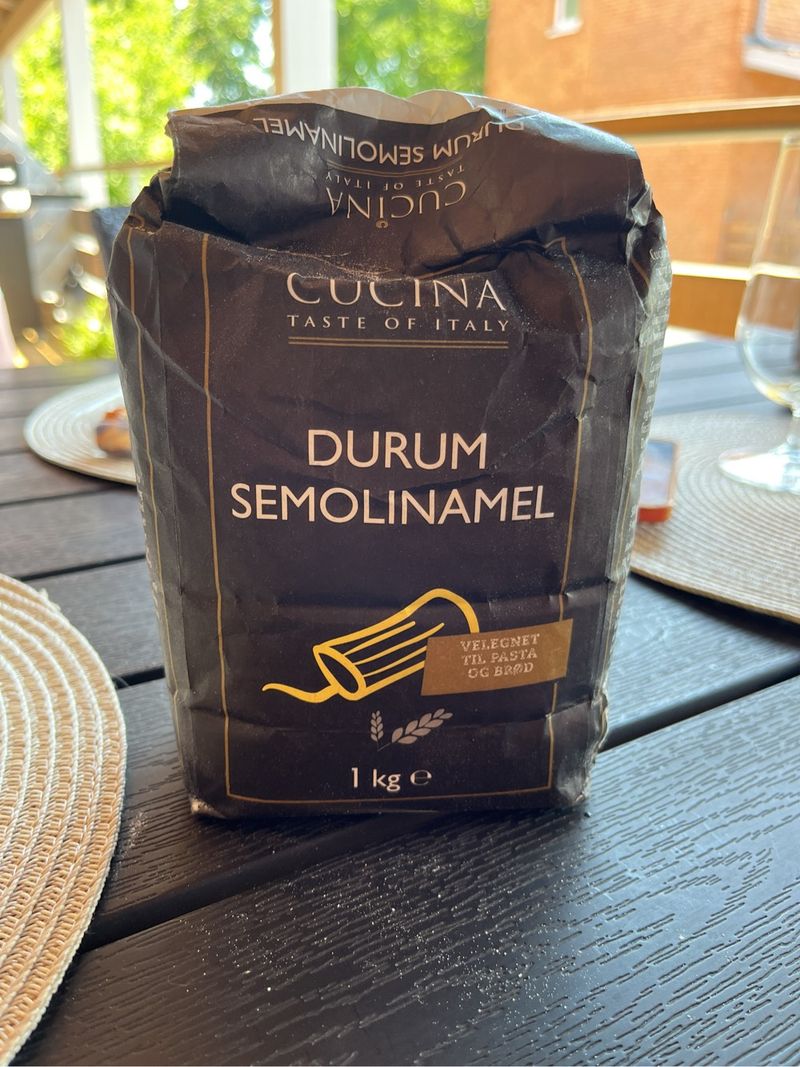 DURUM SEMOLINAMEL
TASTE OF ITALY
CUCINA
CUCINA
TASTE OF ITALY
DURUM
SEMOLINAMEL
VELEGNET
TIL PASTA
OG BRØD
1 kg ℮